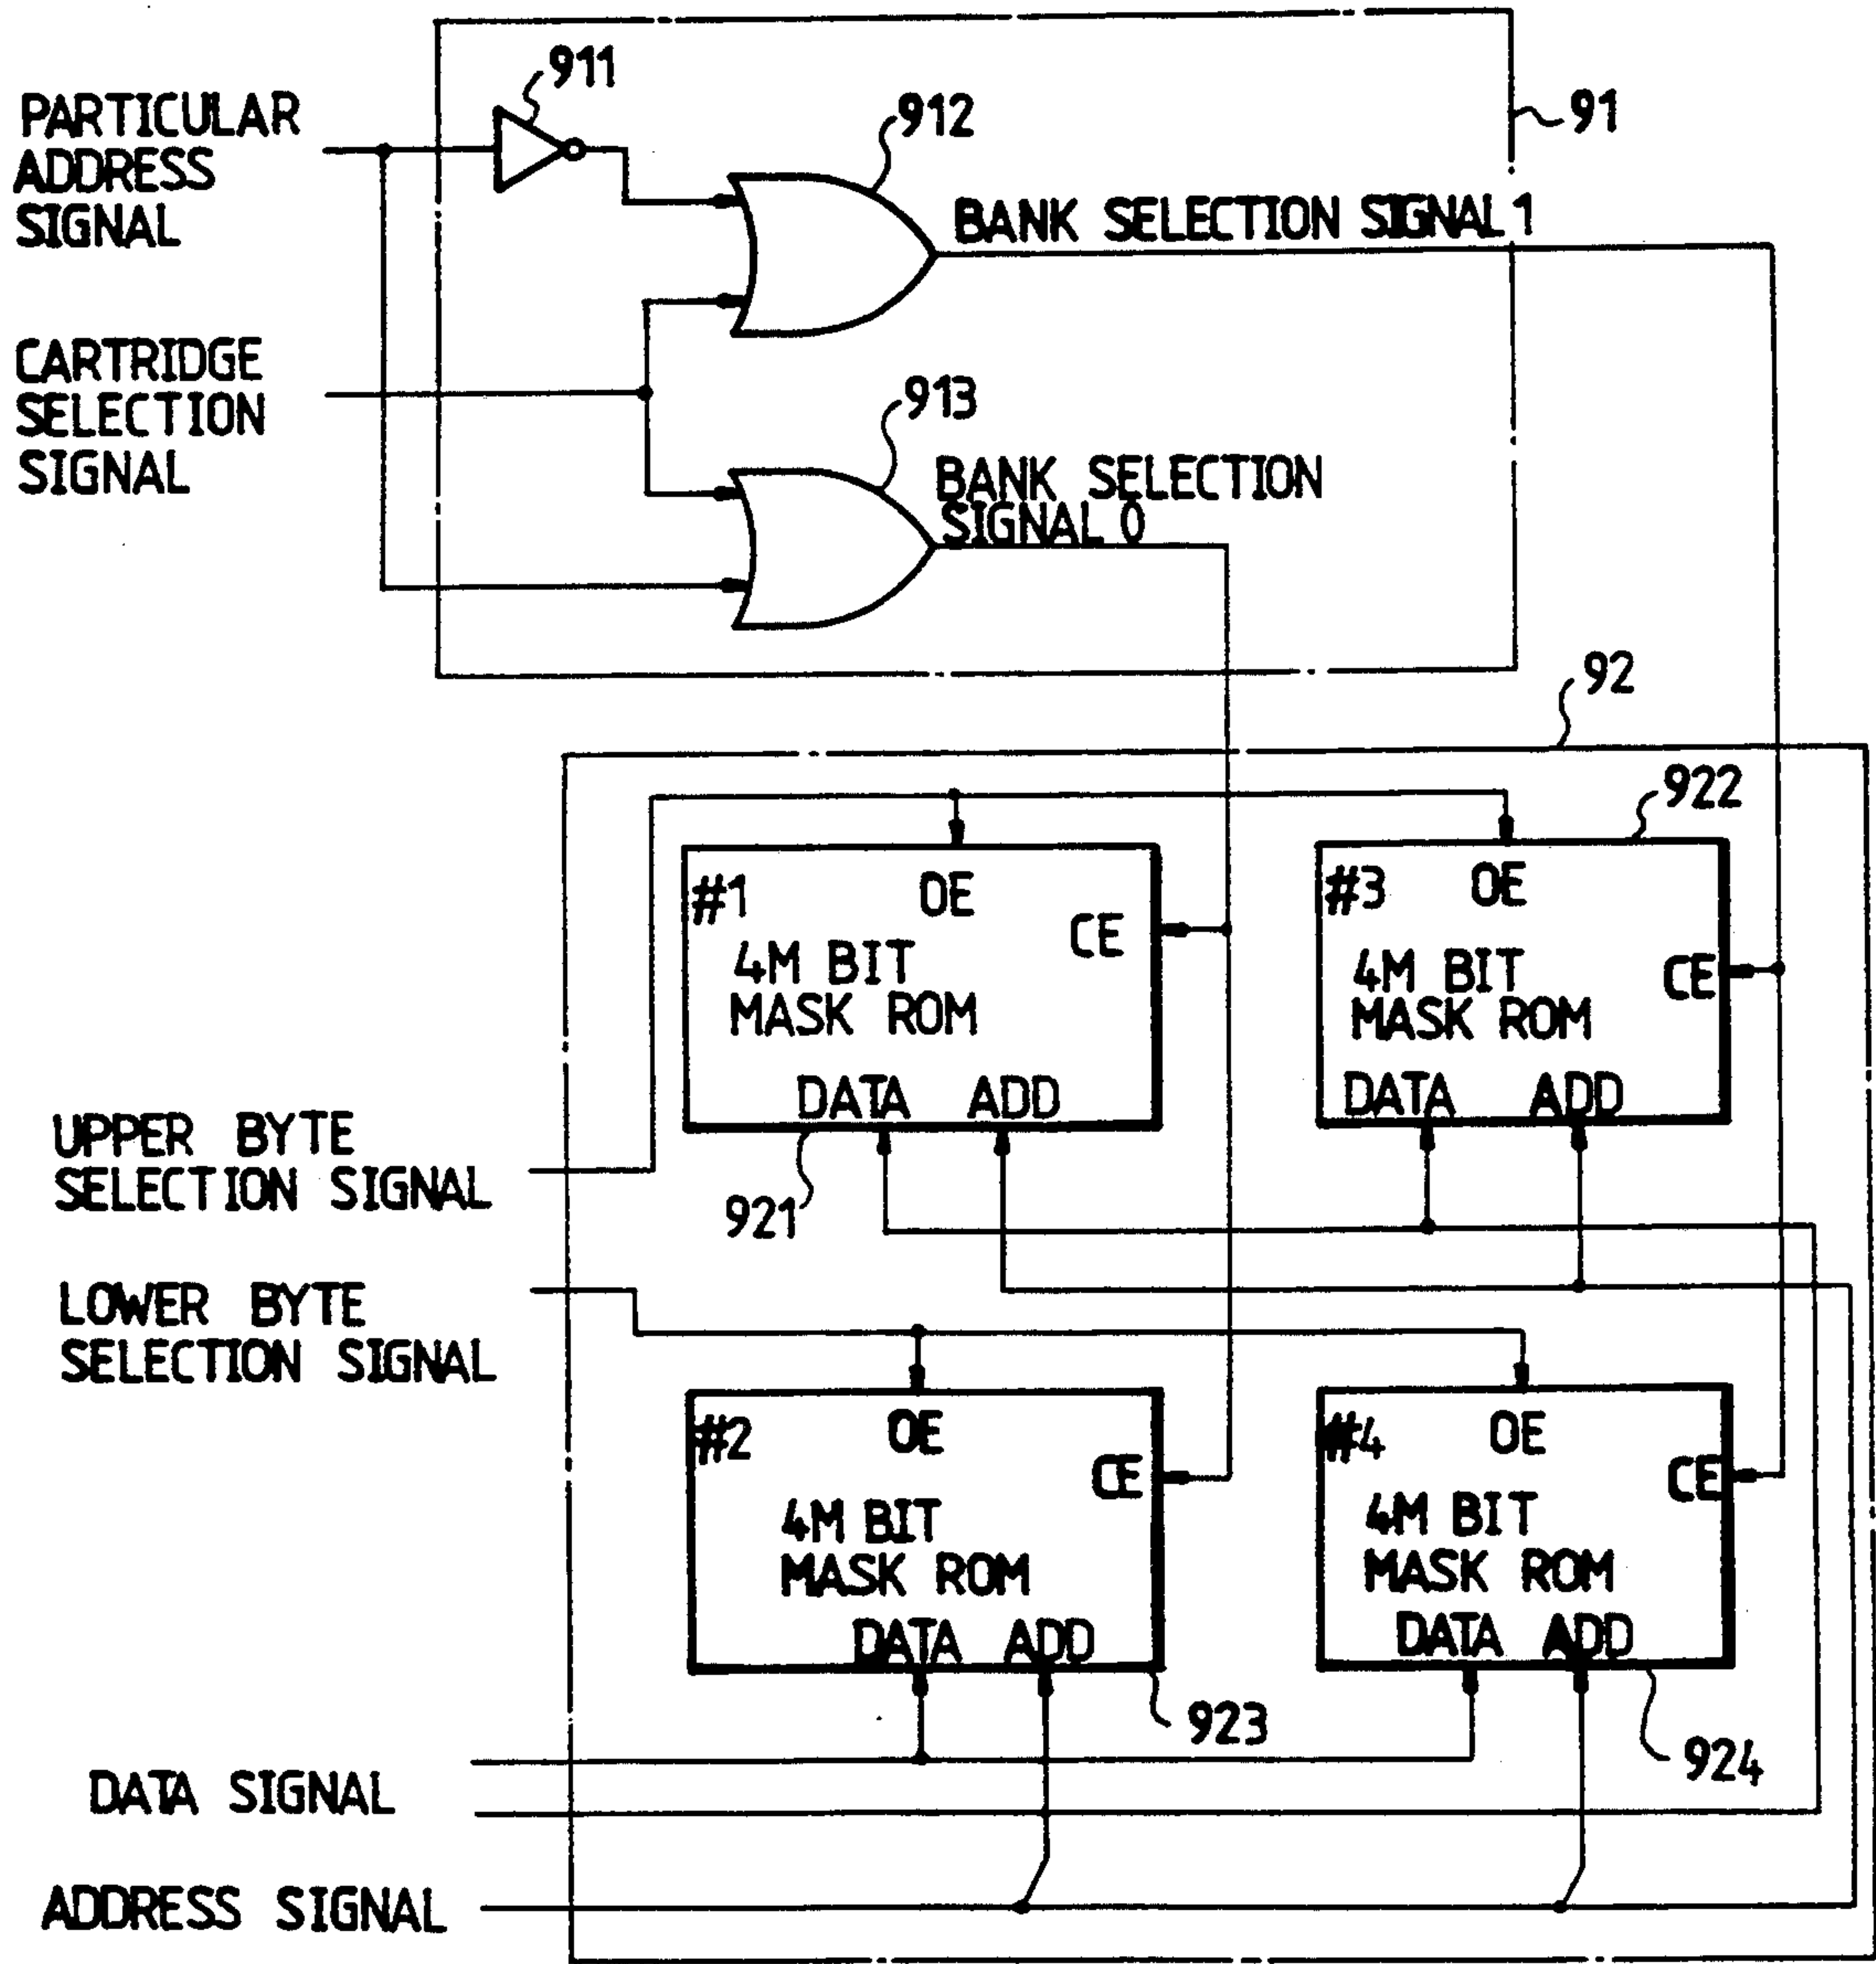 911
912
91
PARTICULAR
ADDRESS
SIGNAL
BANK SELECTION SIGNAL 1
CARTRIDGE
SELECTION
SIGNAL
913
BANK SELECTION
SIGNAL 0
92
922
#1
OE
CE
4M BIT
MASK ROM
DATA ADD
921
#3
OE
CE
4M BIT
MASK ROM
DATA ADD
UPPER BYTE
SELECTION SIGNAL
LOWER BYTE
SELECTION SIGNAL
#2
OE
CE
4M BIT
MASK ROM
DATA ADD
923
#4
OE
CE
4M BIT
MASK ROM
DATA ADD
924
DATA SIGNAL
ADDRESS SIGNAL